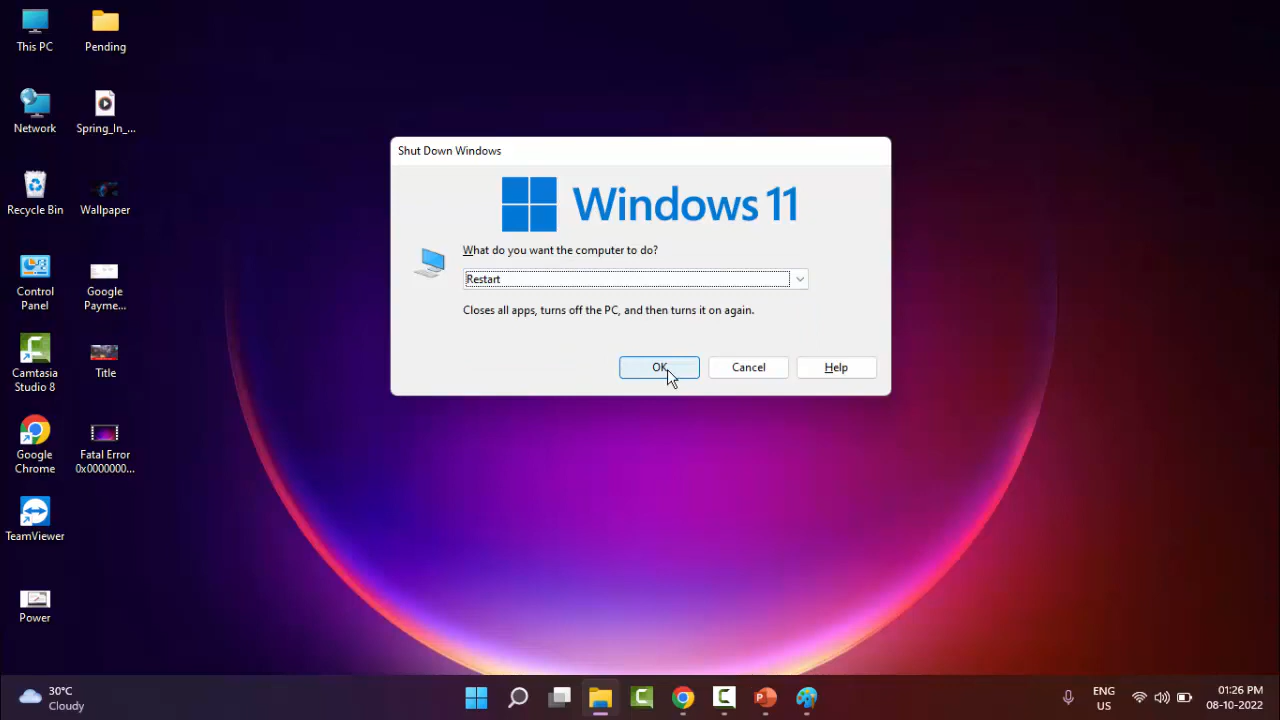 This PC
Pending
Network
Spring_In_...
Recycle Bin
Wallpaper
Control
Panel
Google
Payme...
Camtasia
Studio 8
Title
Google
Chrome
Fatal Error
0x0000000...
TeamViewer
Power
Shut Down Windows
Windows 11
What do you want the computer to do?
Restart
Closes all apps, turns off the PC, and then turns it on again.
OK
Cancel
Help
30°C
Cloudy
ENG
US
01:26 PM
08-10-2022